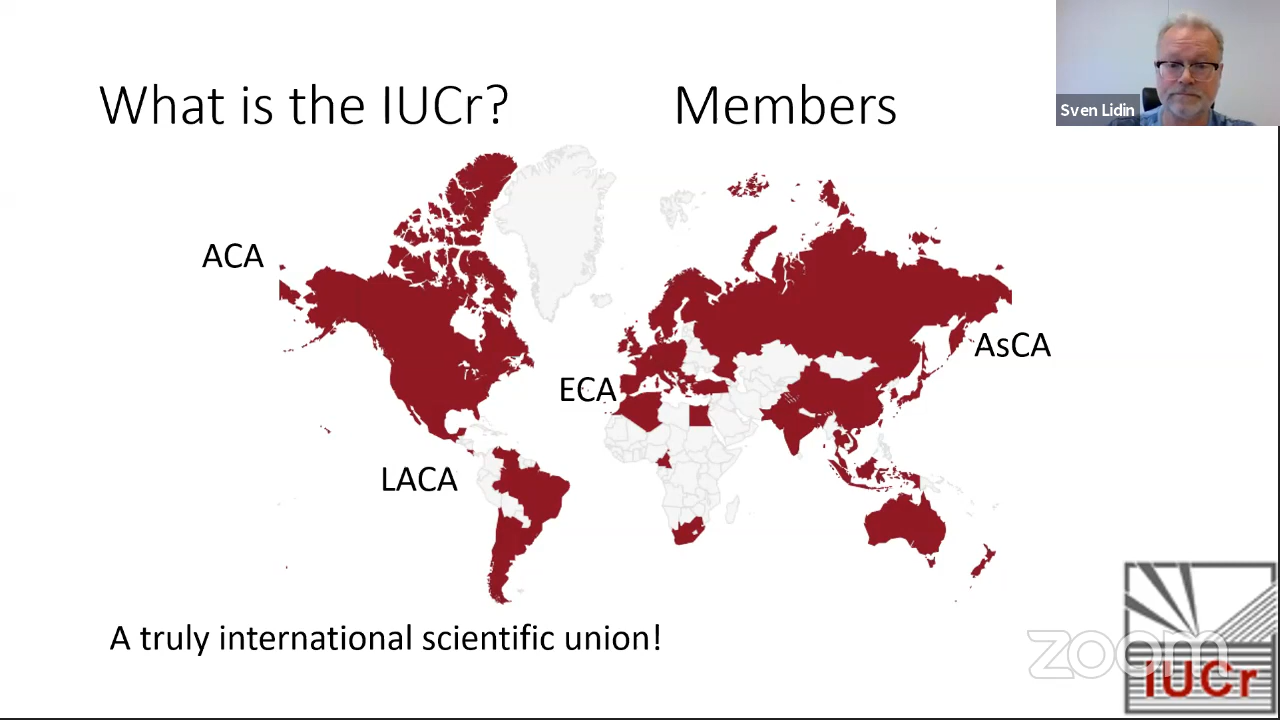 What is the IUCr?
Members
Sven Lidin
ACA
AsCA
ECA
LACA
A truly international scientific union!
zoom
IUCr